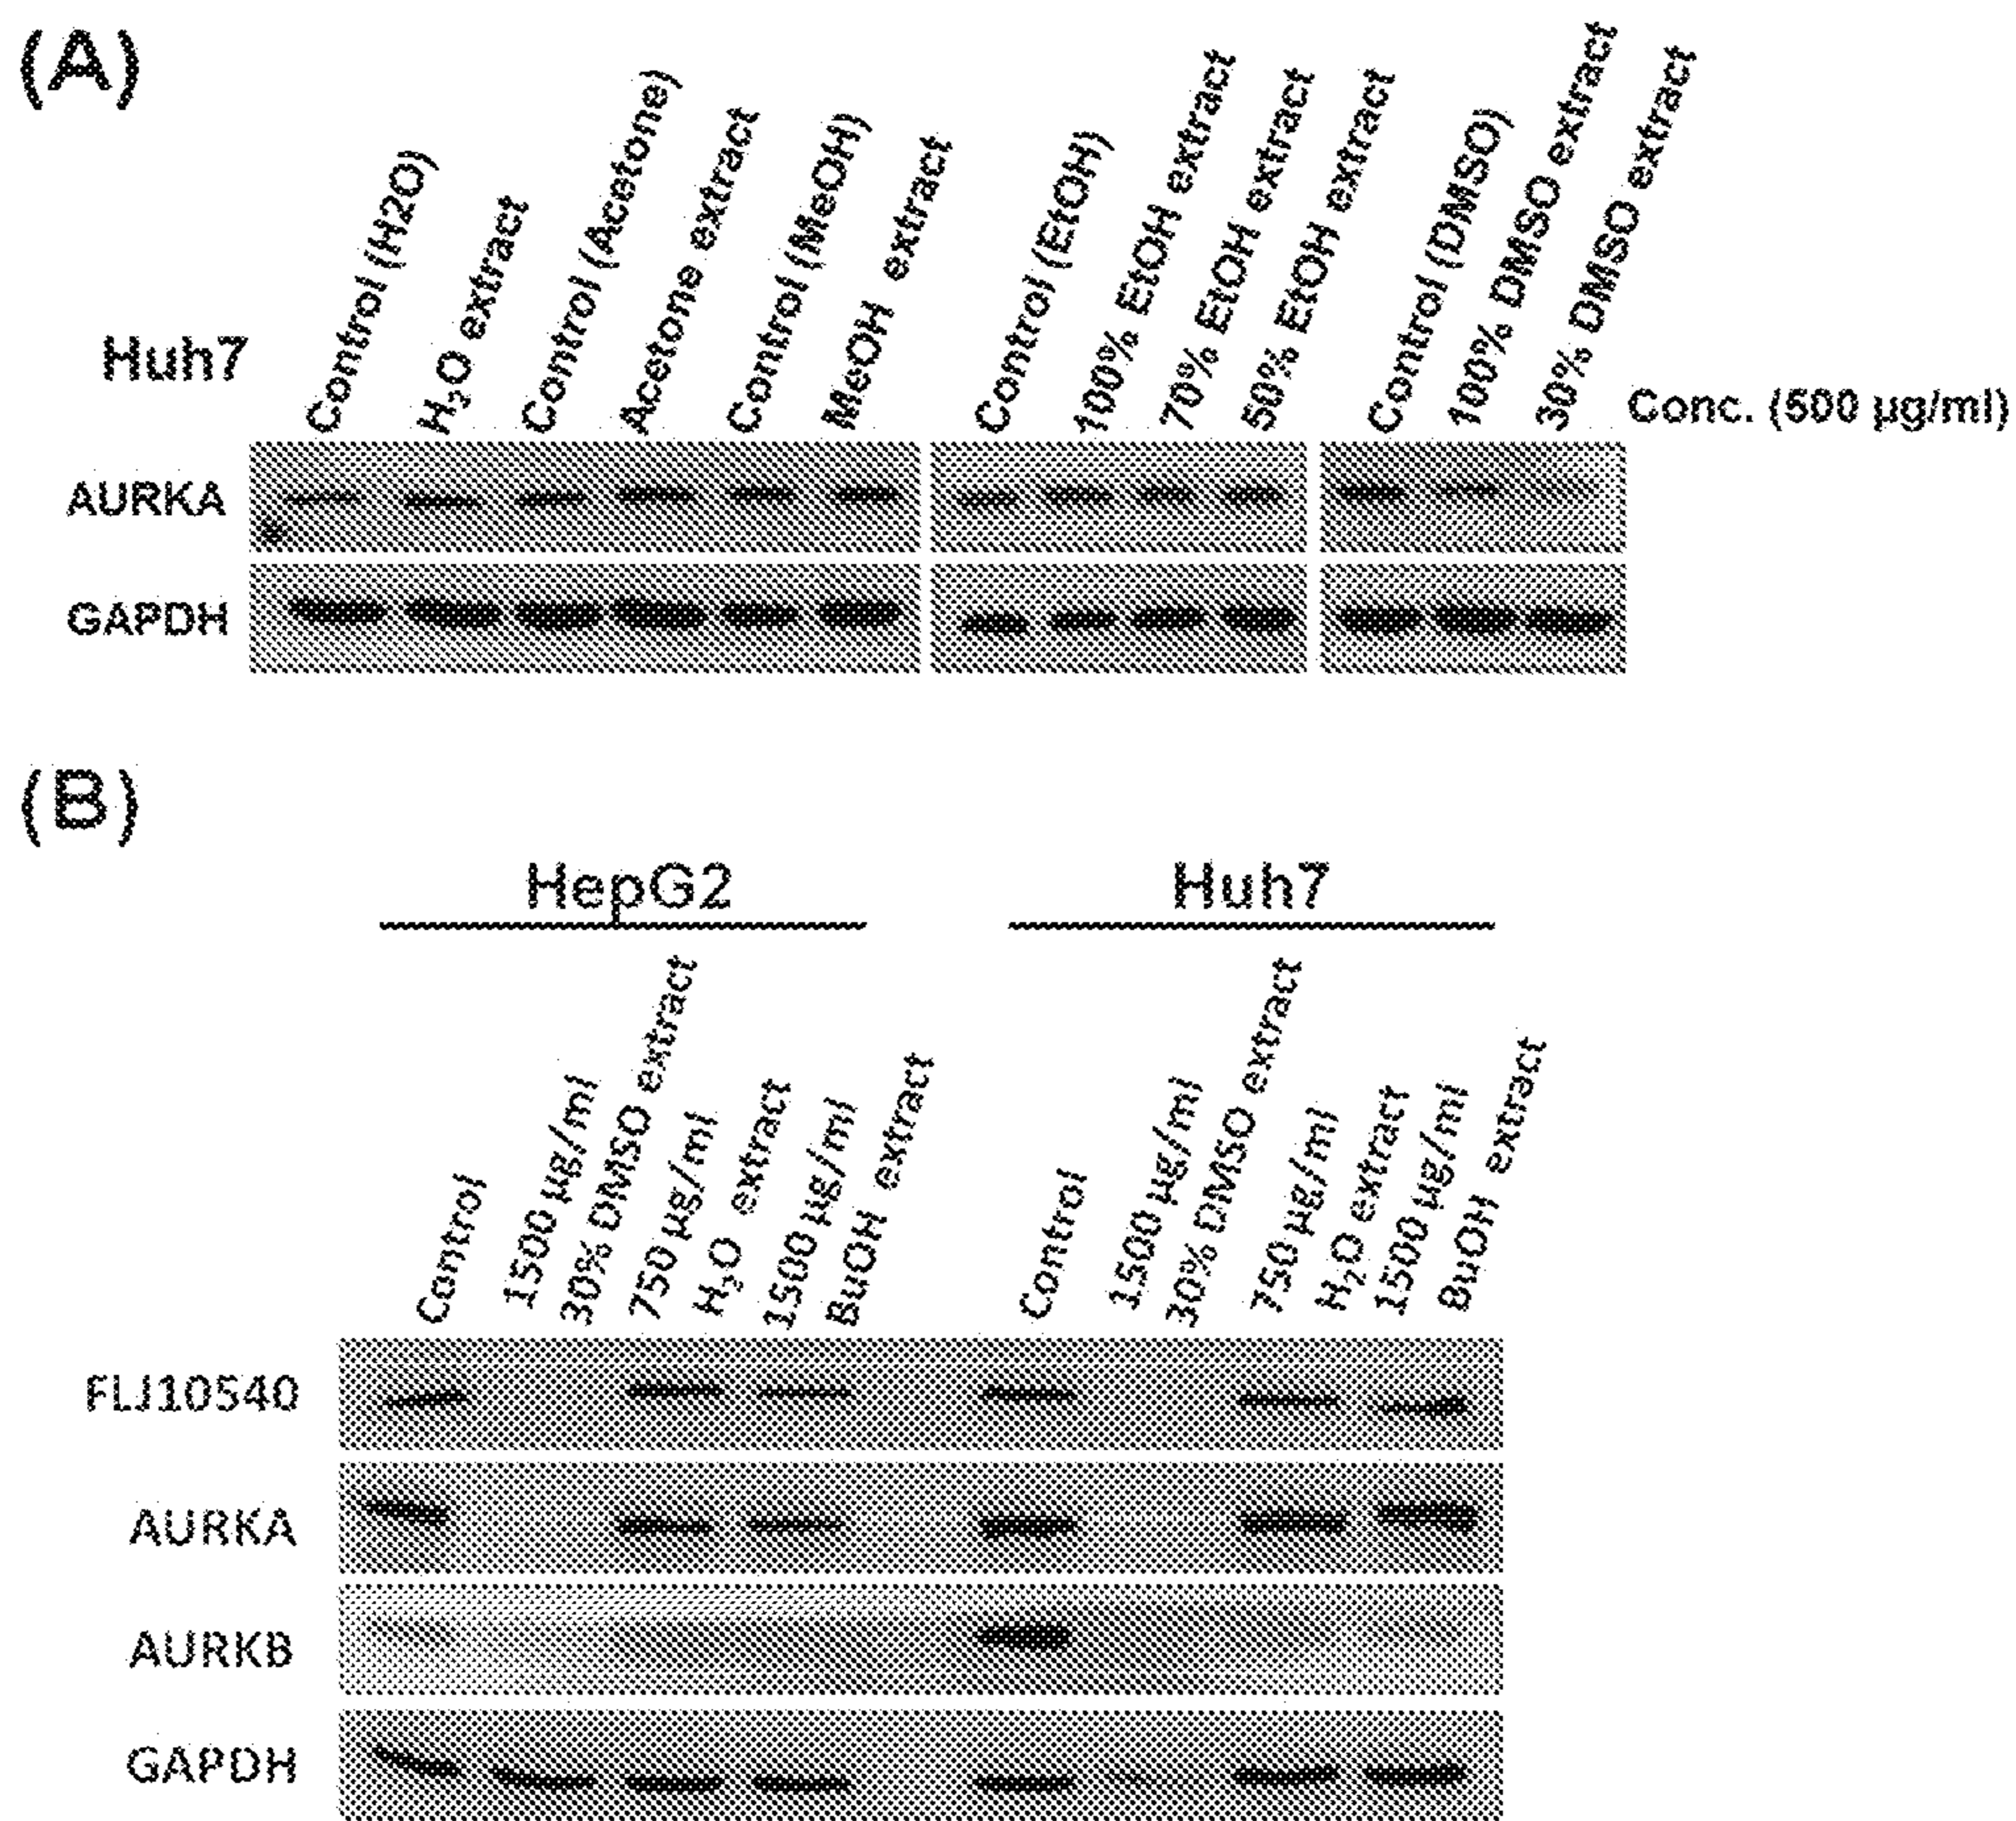 (A)
Huh7
Control (H2O)
H₂O extract
Control (Acetone)
Acetone extract
Control (MeOH)
MeOH extract
Control (EtOH)
100% EtOH extract
70% EtOH extract
50% EtOH extract
Control (DMSO)
100% DMSO extract
30% DMSO extract
Conc. (500 µg/ml)
AURKA
GAPDH
(B)
HepG2
Huh7
Control
1500 µg/ml
30% DMSO extract
750 µg/ml
H₂O extract
1500 µg/ml
BuOH extract
Control
1500 µg/ml
30% DMSO extract
750 µg/ml
H₂O extract
1500 µg/ml
BuOH extract
FLJ10540
AURKA
AURKB
GAPDH